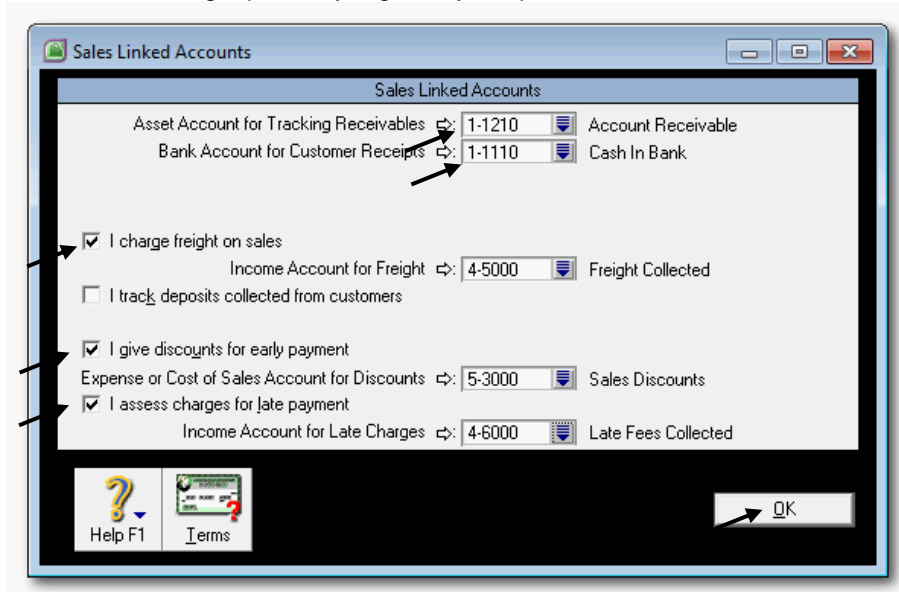 Sales Linked Accounts
Sales Linked Accounts
Asset Account for Tracking Receivables ⇨: 1-1210 Account Receivable
Bank Account for Customer Receipts ⇨: 1-1110 Cash In Bank
I charge freight on sales
Income Account for Freight ⇨: 4-5000 Freight Collected
I track deposits collected from customers
I give discounts for early payment
Expense or Cost of Sales Account for Discounts ⇨: 5-3000 Sales Discounts
I assess charges for late payment
Income Account for Late Charges ⇨: 4-6000 Late Fees Collected
Help F1 Terms
OK